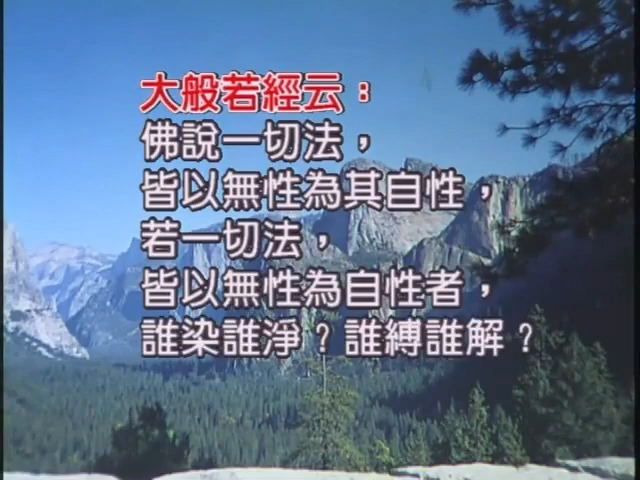 大般若經云：
佛說一切法，
皆以無性為其自性，
若一切法，
皆以無性為自性者，
誰染誰淨？誰縛誰解？